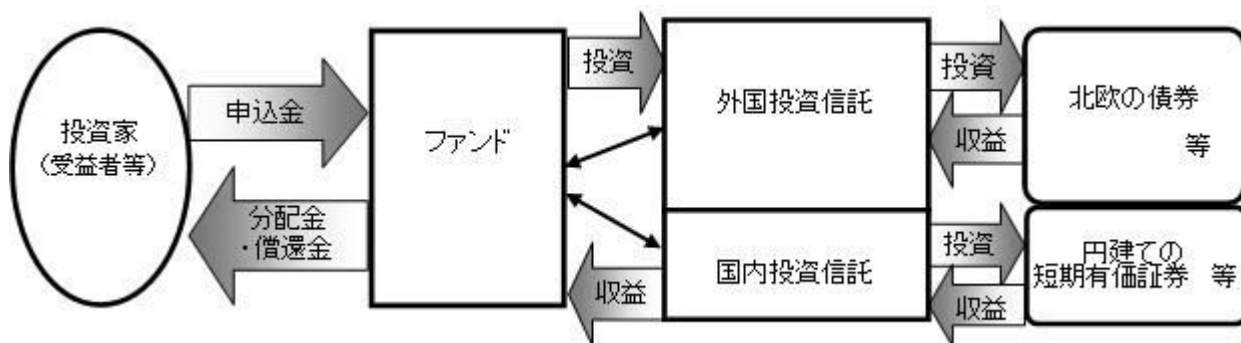 投資家
(受益者等)
申込金
分配金
・償還金
ファンド
投資
収益
外国投資信託
国内投資信託
投資
収益
投資
収益
北欧の債券
等
円建ての
短期有価証券 等